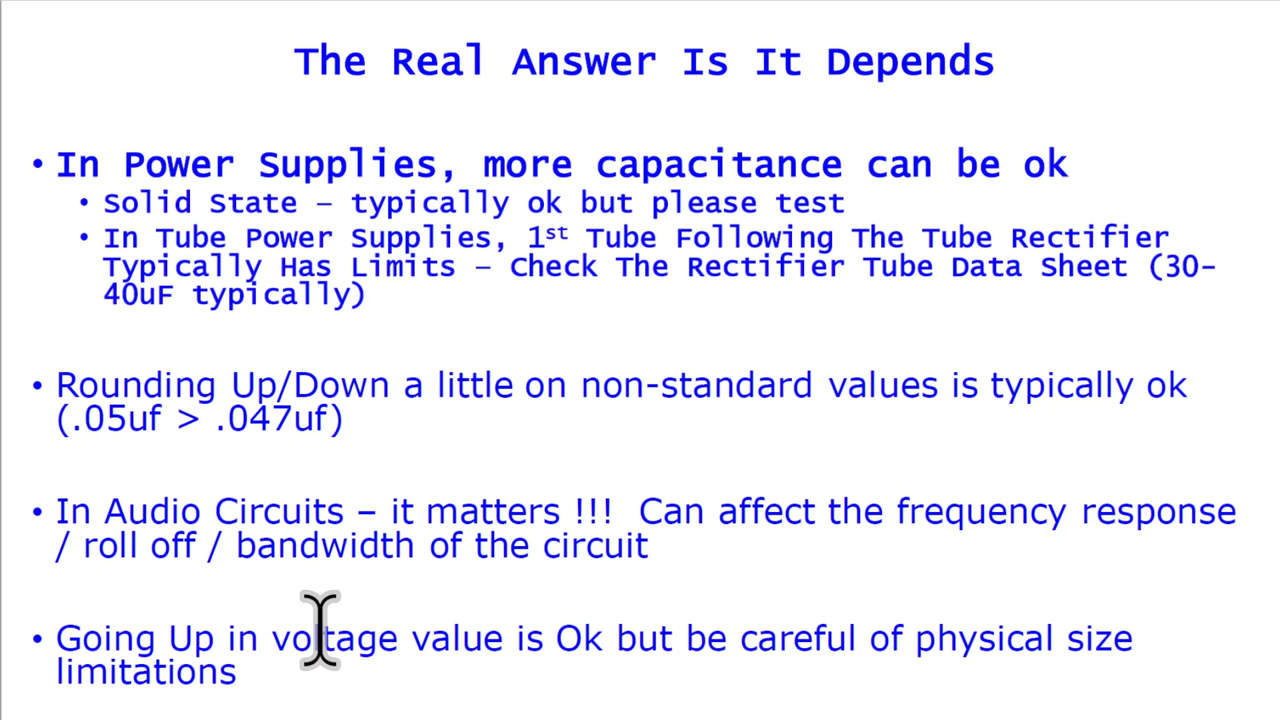 The Real Answer Is It Depends
• In Power Supplies, more capacitance can be ok
• Solid State – typically ok but please test
• In Tube Power Supplies, 1st Tube Following The Tube Rectifier
Typically Has Limits – Check The Rectifier Tube Data Sheet (30-
40uF typically)
• Rounding Up/Down a little on non-standard values is typically ok
(.05uf > .047uf)
• In Audio Circuits – it matters !!!  Can affect the frequency response
/ roll off / bandwidth of the circuit
• Going Up in voltage value is Ok but be careful of physical size
limitations